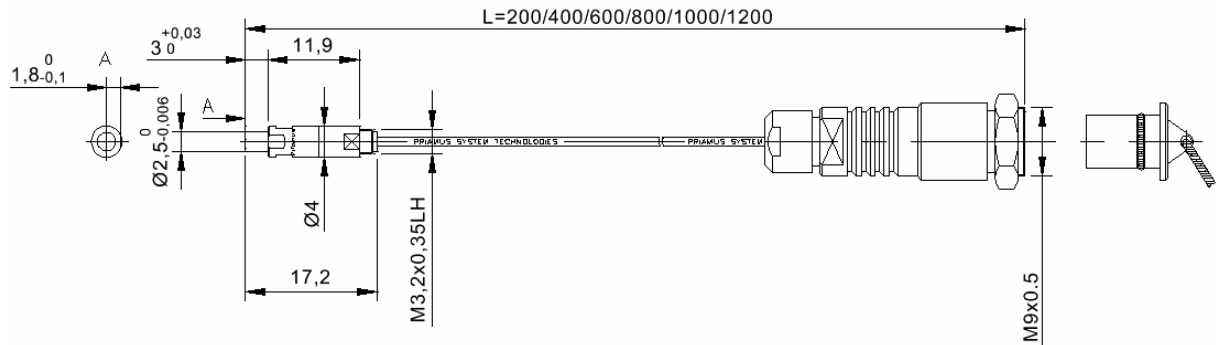 L=200/400/600/800/1000/1200
3 +0,03 0
11,9
1,8 0 -0,1
A
A
Ø2,5 0 -0,006
PRIAMUS SYSTEM TECHNOLOGIES
PRIAMUS SYSTEM
Ø4
M3,2x0,35LH
17,2
M9x0.5